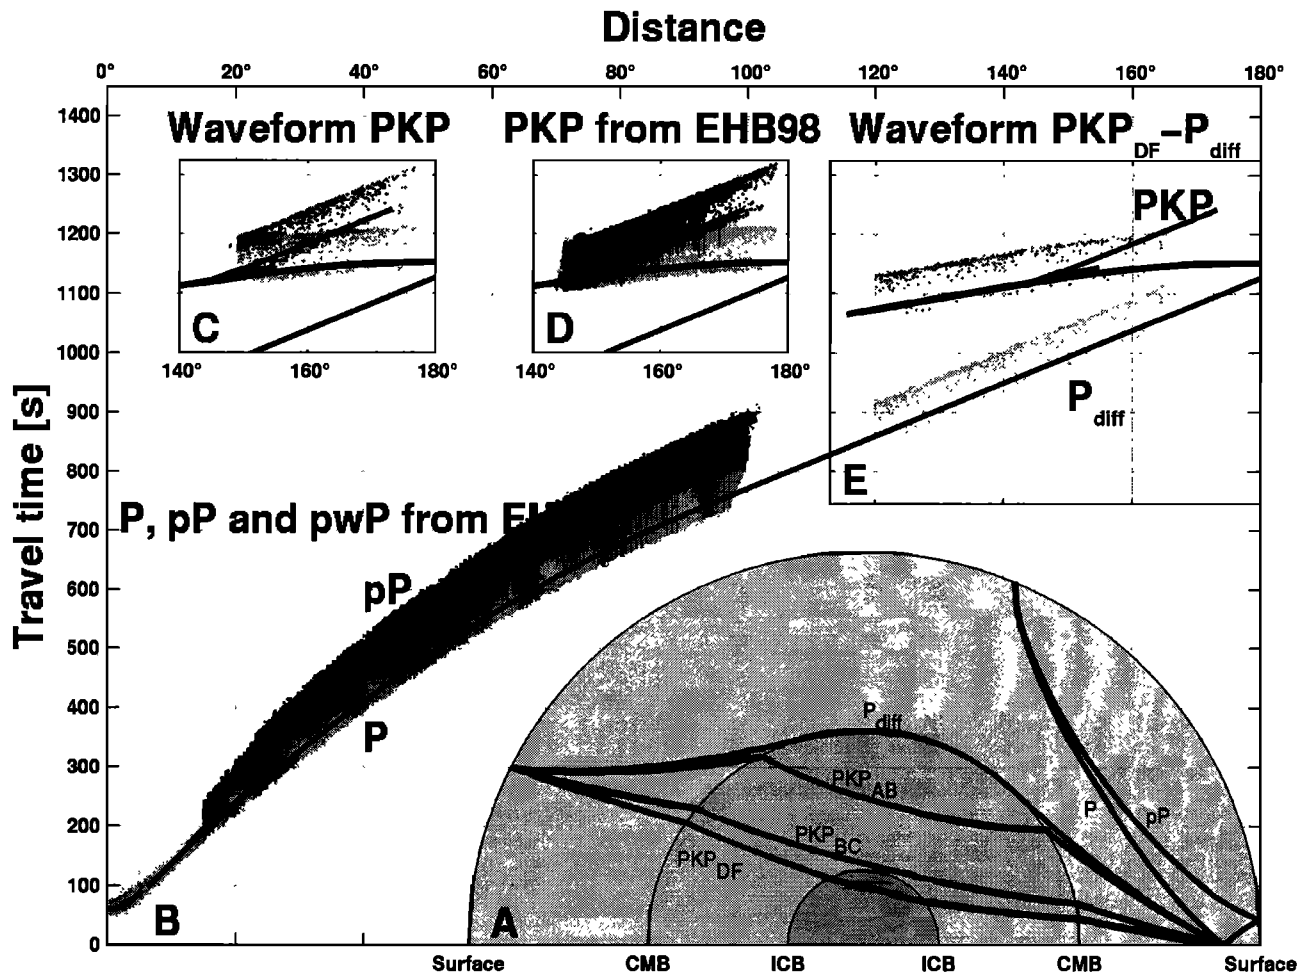 Distance
0° 20° 40° 60° 80° 100° 120° 140° 160° 180°
1400
1300
1200
1100
1000
900
800
700
600
500
400
300
200
100
0
Travel time [s]
Waveform PKP
C
140° 160° 180°
PKP from EHB98
D
140° 160° 180°
Waveform PKP DF – P diff
PKP
P diff
E
P, pP and pwP from
pP
P
B
P diff
PKP AB
PKP BC
PKP DF
P
pP
A
Surface CMB ICB ICB CMB Surface